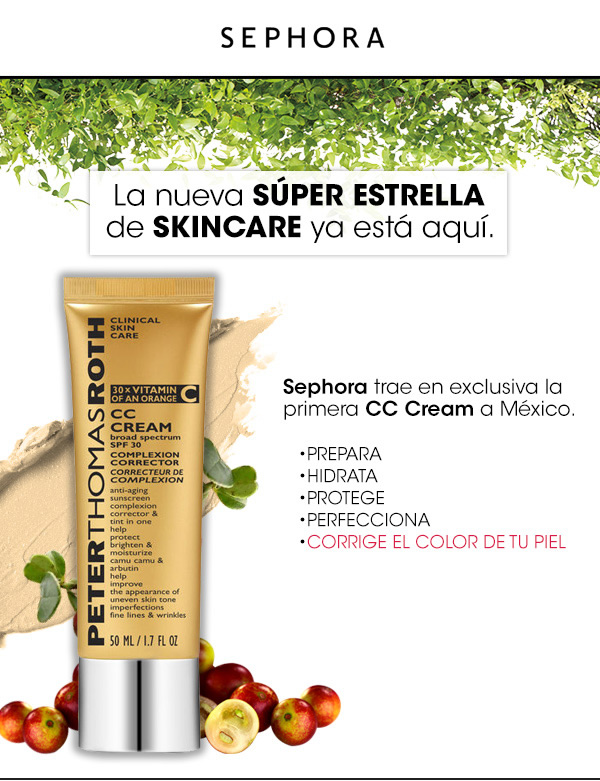 SEPHORA
La nueva SÚPER ESTRELLA
de SKINCARE ya está aquí.
PETERTHOMASROTH
CLINICAL
SKIN
CARE
30 x VITAMIN C
OF AN ORANGE
CC
CREAM
broad spectrum
SPF 30
COMPLEXION
CORRECTOR
CORRECTEUR DE
COMPLEXION
anti-aging
sunscreen
complexion
corrector &
tint in one
help
protect
brighten &
moisturize
camu camu &
arbutin
help
improve
the appearance of
uneven skin tone
imperfections
fine lines & wrinkles
50 ML / 1.7 FL OZ
Sephora trae en exclusiva la
primera CC Cream a México.
•PREPARA
•HIDRATA
•PROTEGE
•PERFECCIONA
•CORRIGE EL COLOR DE TU PIEL